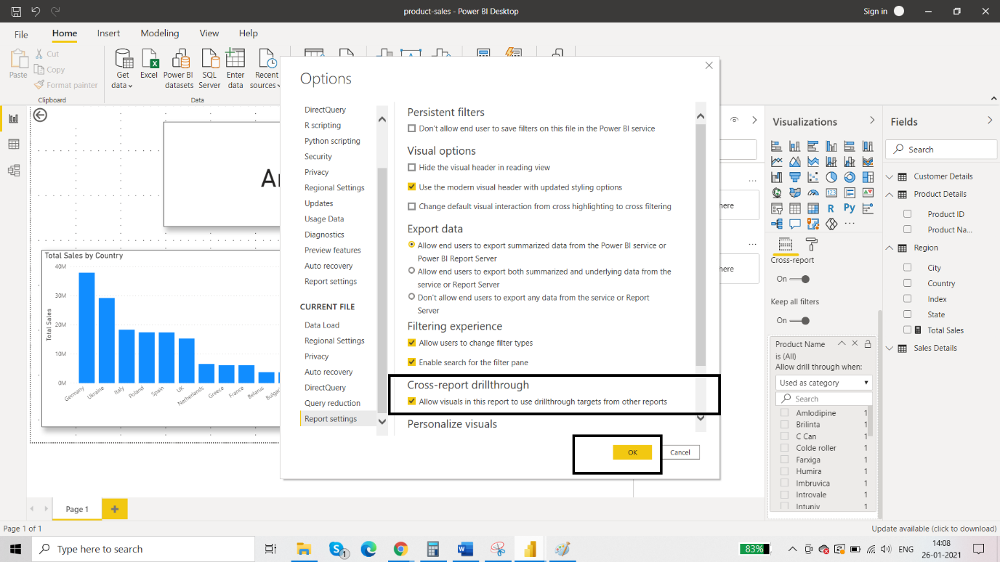 product-sales - Power BI Desktop
Sign in
File
Home
Insert
Modeling
View
Help
Paste
Cut
Copy
Format painter
Clipboard
Get
data
Excel
Power BI
datasets
SQL
Server
Enter
data
Recent
sources
Data
Total Sales by Country
Total Sales
40M
30M
20M
10M
0M
Germany
Ukraine
Italy
Poland
Spain
UK
Netherlands
Greece
France
Belarus
Options
DirectQuery
R scripting
Python scripting
Security
Privacy
Regional Settings
Updates
Usage Data
Diagnostics
Preview features
Auto recovery
Report settings
CURRENT FILE
Data Load
Regional Settings
Privacy
Auto recovery
DirectQuery
Query reduction
Report settings
Persistent filters
Don't allow end user to save filters on this file in the Power BI service
Visual options
Hide the visual header in reading view
Use the modern visual header with updated styling options
Change default visual interaction from cross highlighting to cross filtering
Export data
Allow end users to export summarized data from the Power BI service or
Power BI Report Server
Allow end users to export both summarized and underlying data from the
service or Report Server
Don't allow end users to export any data from the service or Report
Server
Filtering experience
Allow users to change filter types
Enable search for the filter pane
Cross-report drillthrough
Allow visuals in this report to use drillthrough targets from other reports
Personalize visuals
OK
Cancel
here
here
Visualizations
R
Py
123
Cross-report
On
Keep all filters
On
Product Name
is (All)
Allow drill through when:
Used as category
Search
Amlodipine 1
Brilinta 1
C Can 1
Colde roller 1
Farxiga 1
Humira 1
Imbruvica 1
Introvale 1
Intuniv 1
Fields
Search
Customer Details
Product Details
Product ID
Product Na...
Region
City
Country
Index
State
Total Sales
Sales Details
Page 1
Page 1 of 1
Update available (click to download)
Type here to search
1
83%
ENG
14:08
26-01-2021